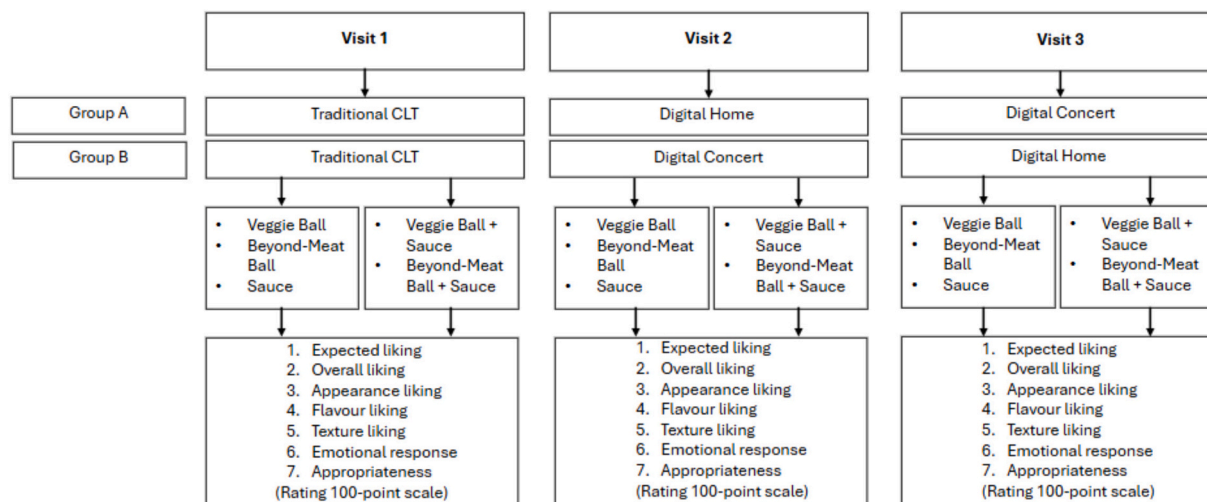 Visit 1
Visit 2
Visit 3
Group A
Traditional CLT
Digital Home
Digital Concert
Group B
Traditional CLT
Digital Concert
Digital Home
• Veggie Ball
• Beyond-Meat
Ball
• Sauce
• Veggie Ball +
Sauce
• Beyond-Meat
Ball + Sauce
• Veggie Ball
• Beyond-Meat
Ball
• Sauce
• Veggie Ball +
Sauce
• Beyond-Meat
Ball + Sauce
• Veggie Ball
• Beyond-Meat
Ball
• Sauce
• Veggie Ball +
Sauce
• Beyond-Meat
Ball + Sauce
1. Expected liking
2. Overall liking
3. Appearance liking
4. Flavour liking
5. Texture liking
6. Emotional response
7. Appropriateness
(Rating 100-point scale)
1. Expected liking
2. Overall liking
3. Appearance liking
4. Flavour liking
5. Texture liking
6. Emotional response
7. Appropriateness
(Rating 100-point scale)
1. Expected liking
2. Overall liking
3. Appearance liking
4. Flavour liking
5. Texture liking
6. Emotional response
7. Appropriateness
(Rating 100-point scale)